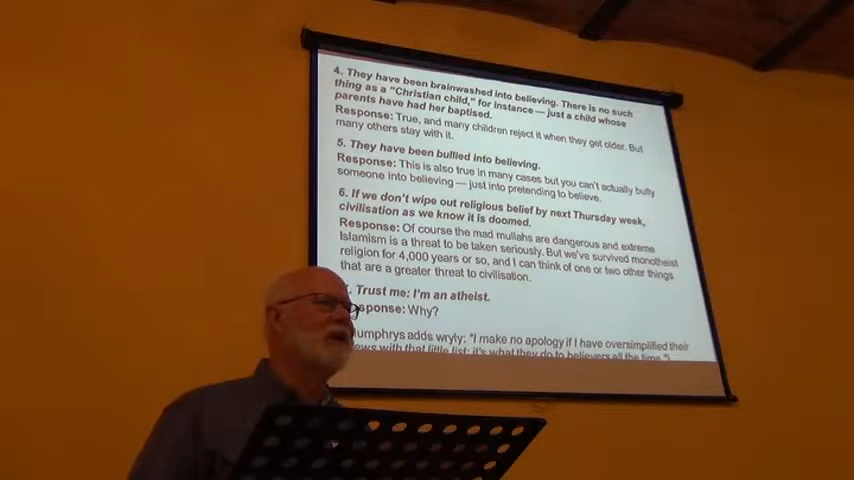 4. They have been brainwashed into believing. There is no such
thing as a "Christian child," for instance — just a child whose
parents have had her baptised.
Response: True, and many children reject it when they get older. But
many others stay with it.
5. They have been bullied into believing.
Response: This is also true in many cases but you can't actually bully
someone into believing — just into pretending to believe.
6. If we don't wipe out religious belief by next Thursday week,
civilisation as we know it is doomed.
Response: Of course the mad mullahs are dangerous and extreme
Islamism is a threat to be taken seriously. But we've survived monotheist
religion for 4,000 years or so, and I can think of one or two other things
that are a greater threat to civilisation.
. Trust me: I'm an atheist.
sponse: Why?
umphrys adds wryly: "I make no apology if I have oversimplified their
ews with that little list: it's what they do to believers all the time.")